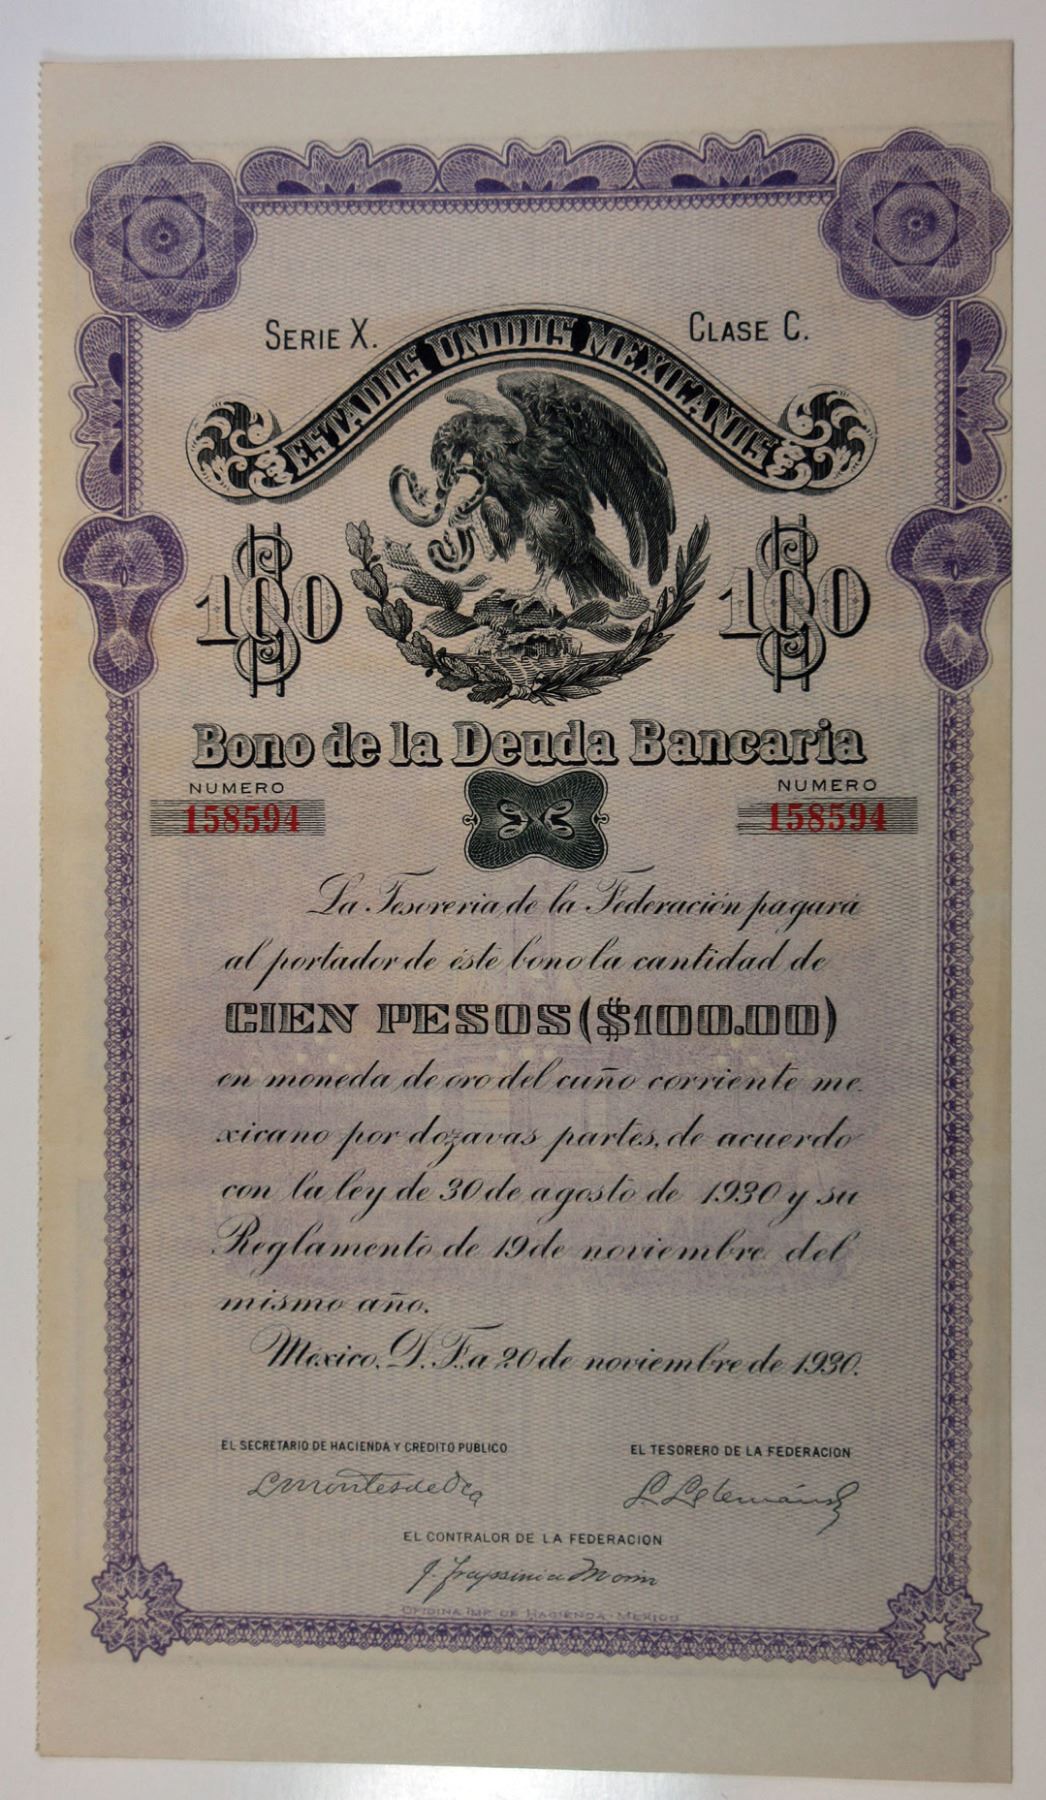 SERIE X.
CLASE C.
ESTADOS UNIDOS MEXICANOS
$100
$100
Bono de la Deuda Bancaria
NUMERO
NUMERO
158594
158594
La Tesoreria de la Federación pagará
al portador de éste bono la cantidad de
CIEN PESOS ($100.00)
en moneda de oro del cuño corriente me
xicano por dozavas partes, de acuerdo
con la ley de 30 de agosto de 1930 y su
Reglamento de 19 de noviembre del
mismo año.
México, D. F. a 20 de noviembre de 1930.
EL SECRETARIO DE HACIENDA Y CREDITO PUBLICO
EL TESORERO DE LA FEDERACION
L Montes de Oca
EL CONTRALOR DE LA FEDERACION
OFICINA IMP. DE HACIENDA - MEXICO